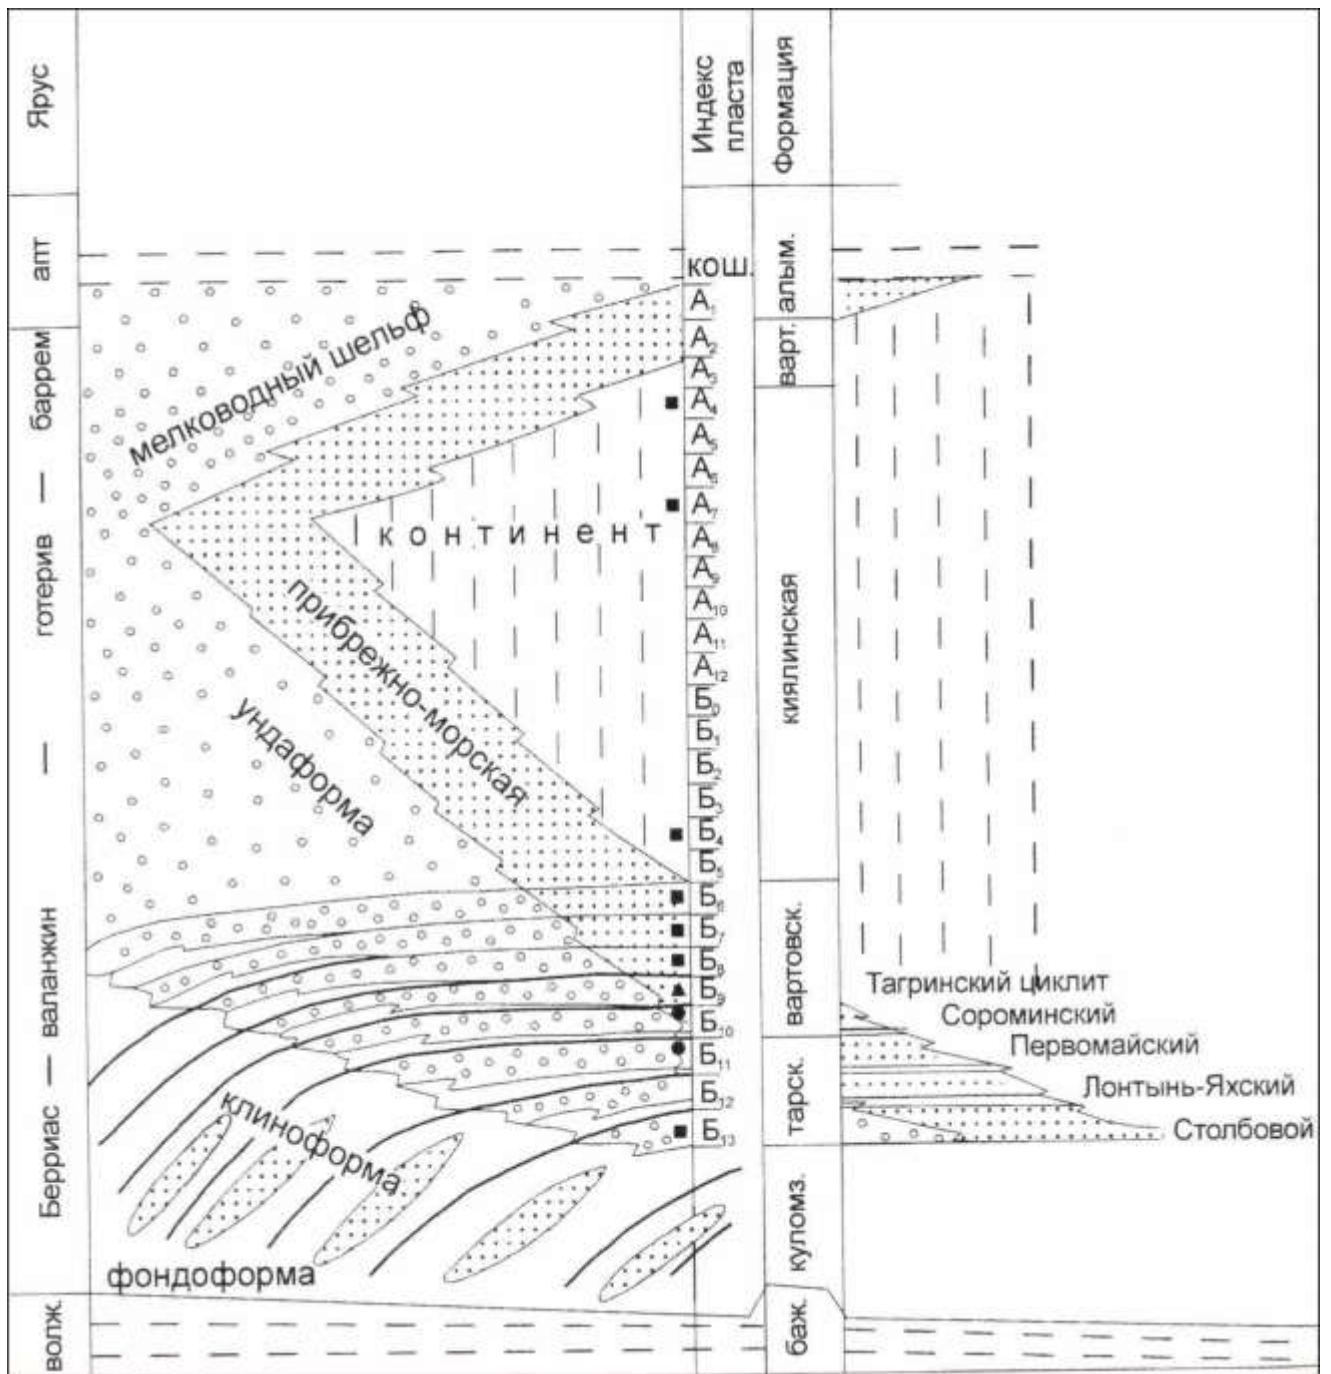 Ярус
Индекс
пласта
Формация
апт
баррем
—
готерив
—
валанжин
—
Берриас
волж.
мелководный шельф
континент
прибрежно-морская
ундаформа
клиноформа
фондоформа
кош.
А1
А2
А3
А4
А5
А6
А7
А8
А9
А10
А11
А12
Б0
Б1
Б2
Б3
Б4
Б5
Б6
Б7
Б8
Б9
Б10
Б11
Б12
Б13
алым.
варт.
киялинская
вартовск.
тарск.
куломз.
баж.
Тагринский циклит
Сороминский
Первомайский
Лонтынь-Яхский
Столбовой